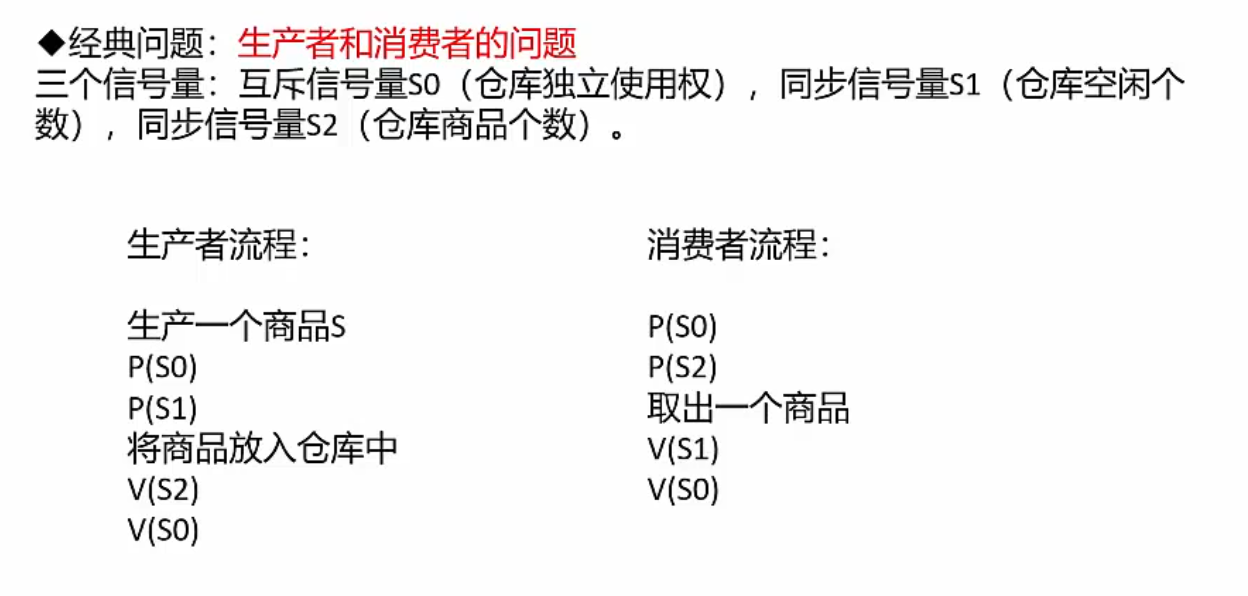 ◆经典问题：生产者和消费者的问题
三个信号量：互斥信号量S0（仓库独立使用权），同步信号量S1（仓库空闲个
数），同步信号量S2（仓库商品个数）。
生产者流程：
生产一个商品S
P(S0)
P(S1)
将商品放入仓库中
V(S2)
V(S0)
消费者流程：
P(S0)
P(S2)
取出一个商品
V(S1)
V(S0)